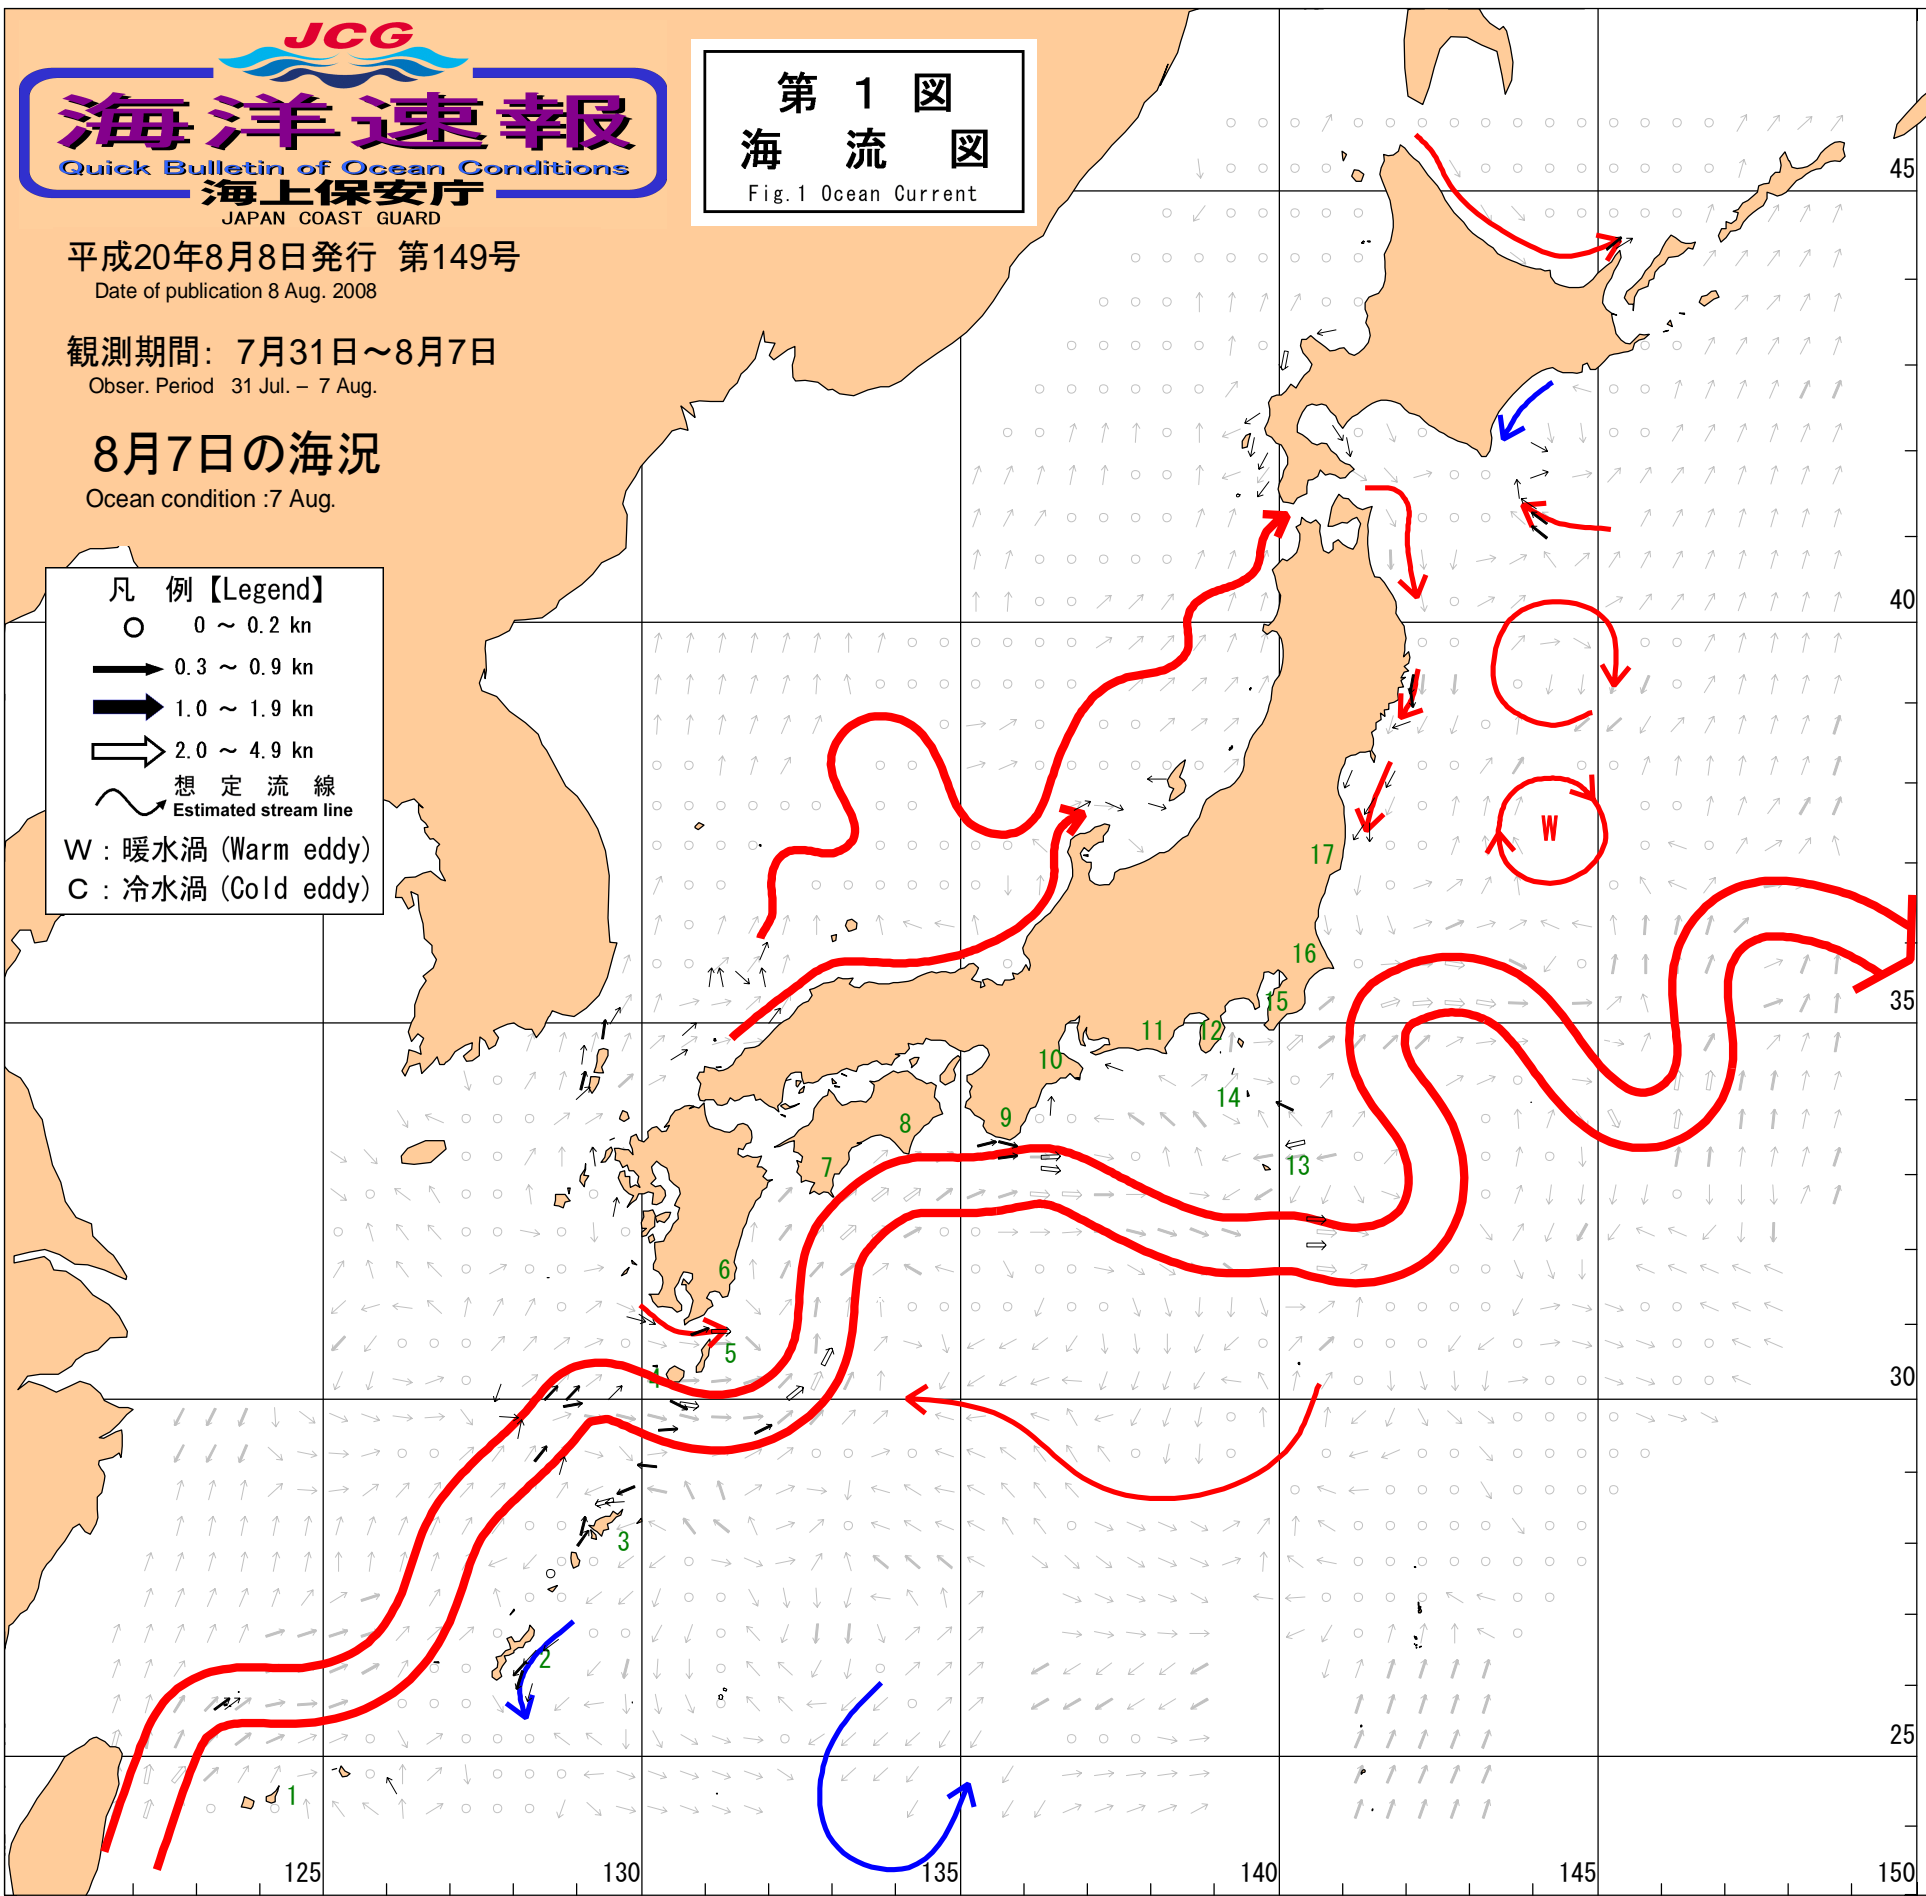 JCG
海洋速報
Quick Bulletin of Ocean Conditions
海上保安庁
JAPAN COAST GUARD
平成20年8月8日発行 第149号
Date of publication 8 Aug. 2008
観測期間: 7月31日～8月7日
Obser. Period 31 Jul. – 7 Aug.
8月7日の海況
Ocean condition :7 Aug.
第 1 図
海 流 図
Fig.1 Ocean Current
凡 例【Legend】
0 ～ 0.2 kn
0.3 ～ 0.9 kn
1.0 ～ 1.9 kn
2.0 ～ 4.9 kn
想 定 流 線
Estimated stream line
W : 暖水渦 (Warm eddy)
C : 冷水渦 (Cold eddy)
45
40
W
17
16
35
15
11
12
10
14
9
8
7
13
6
5
4
30
3
2
25
1
125
130
135
140
145
150